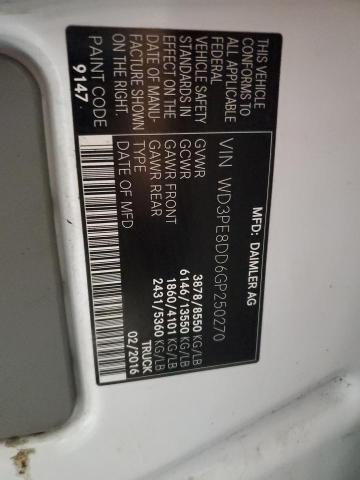 MFD: DAIMLER AG
VIN WD3PE8DD6GP250270
GVWR 3878/8550 KG/LB
GCWR 6146/13550 KG/LB
GAWR FRONT 1860/4101 KG/LB
GAWR REAR 2431/5360 KG/LB
TYPE TRUCK
DATE OF MFD 02/2016
THIS VEHICLE CONFORMS TO
ALL APPLICABLE
VEHICLE SAFETY
STANDARDS IN
EFFECT ON THE
DATE OF MANU-
FACTURE SHOWN
ON THE RIGHT.
PAINT CODE
9147